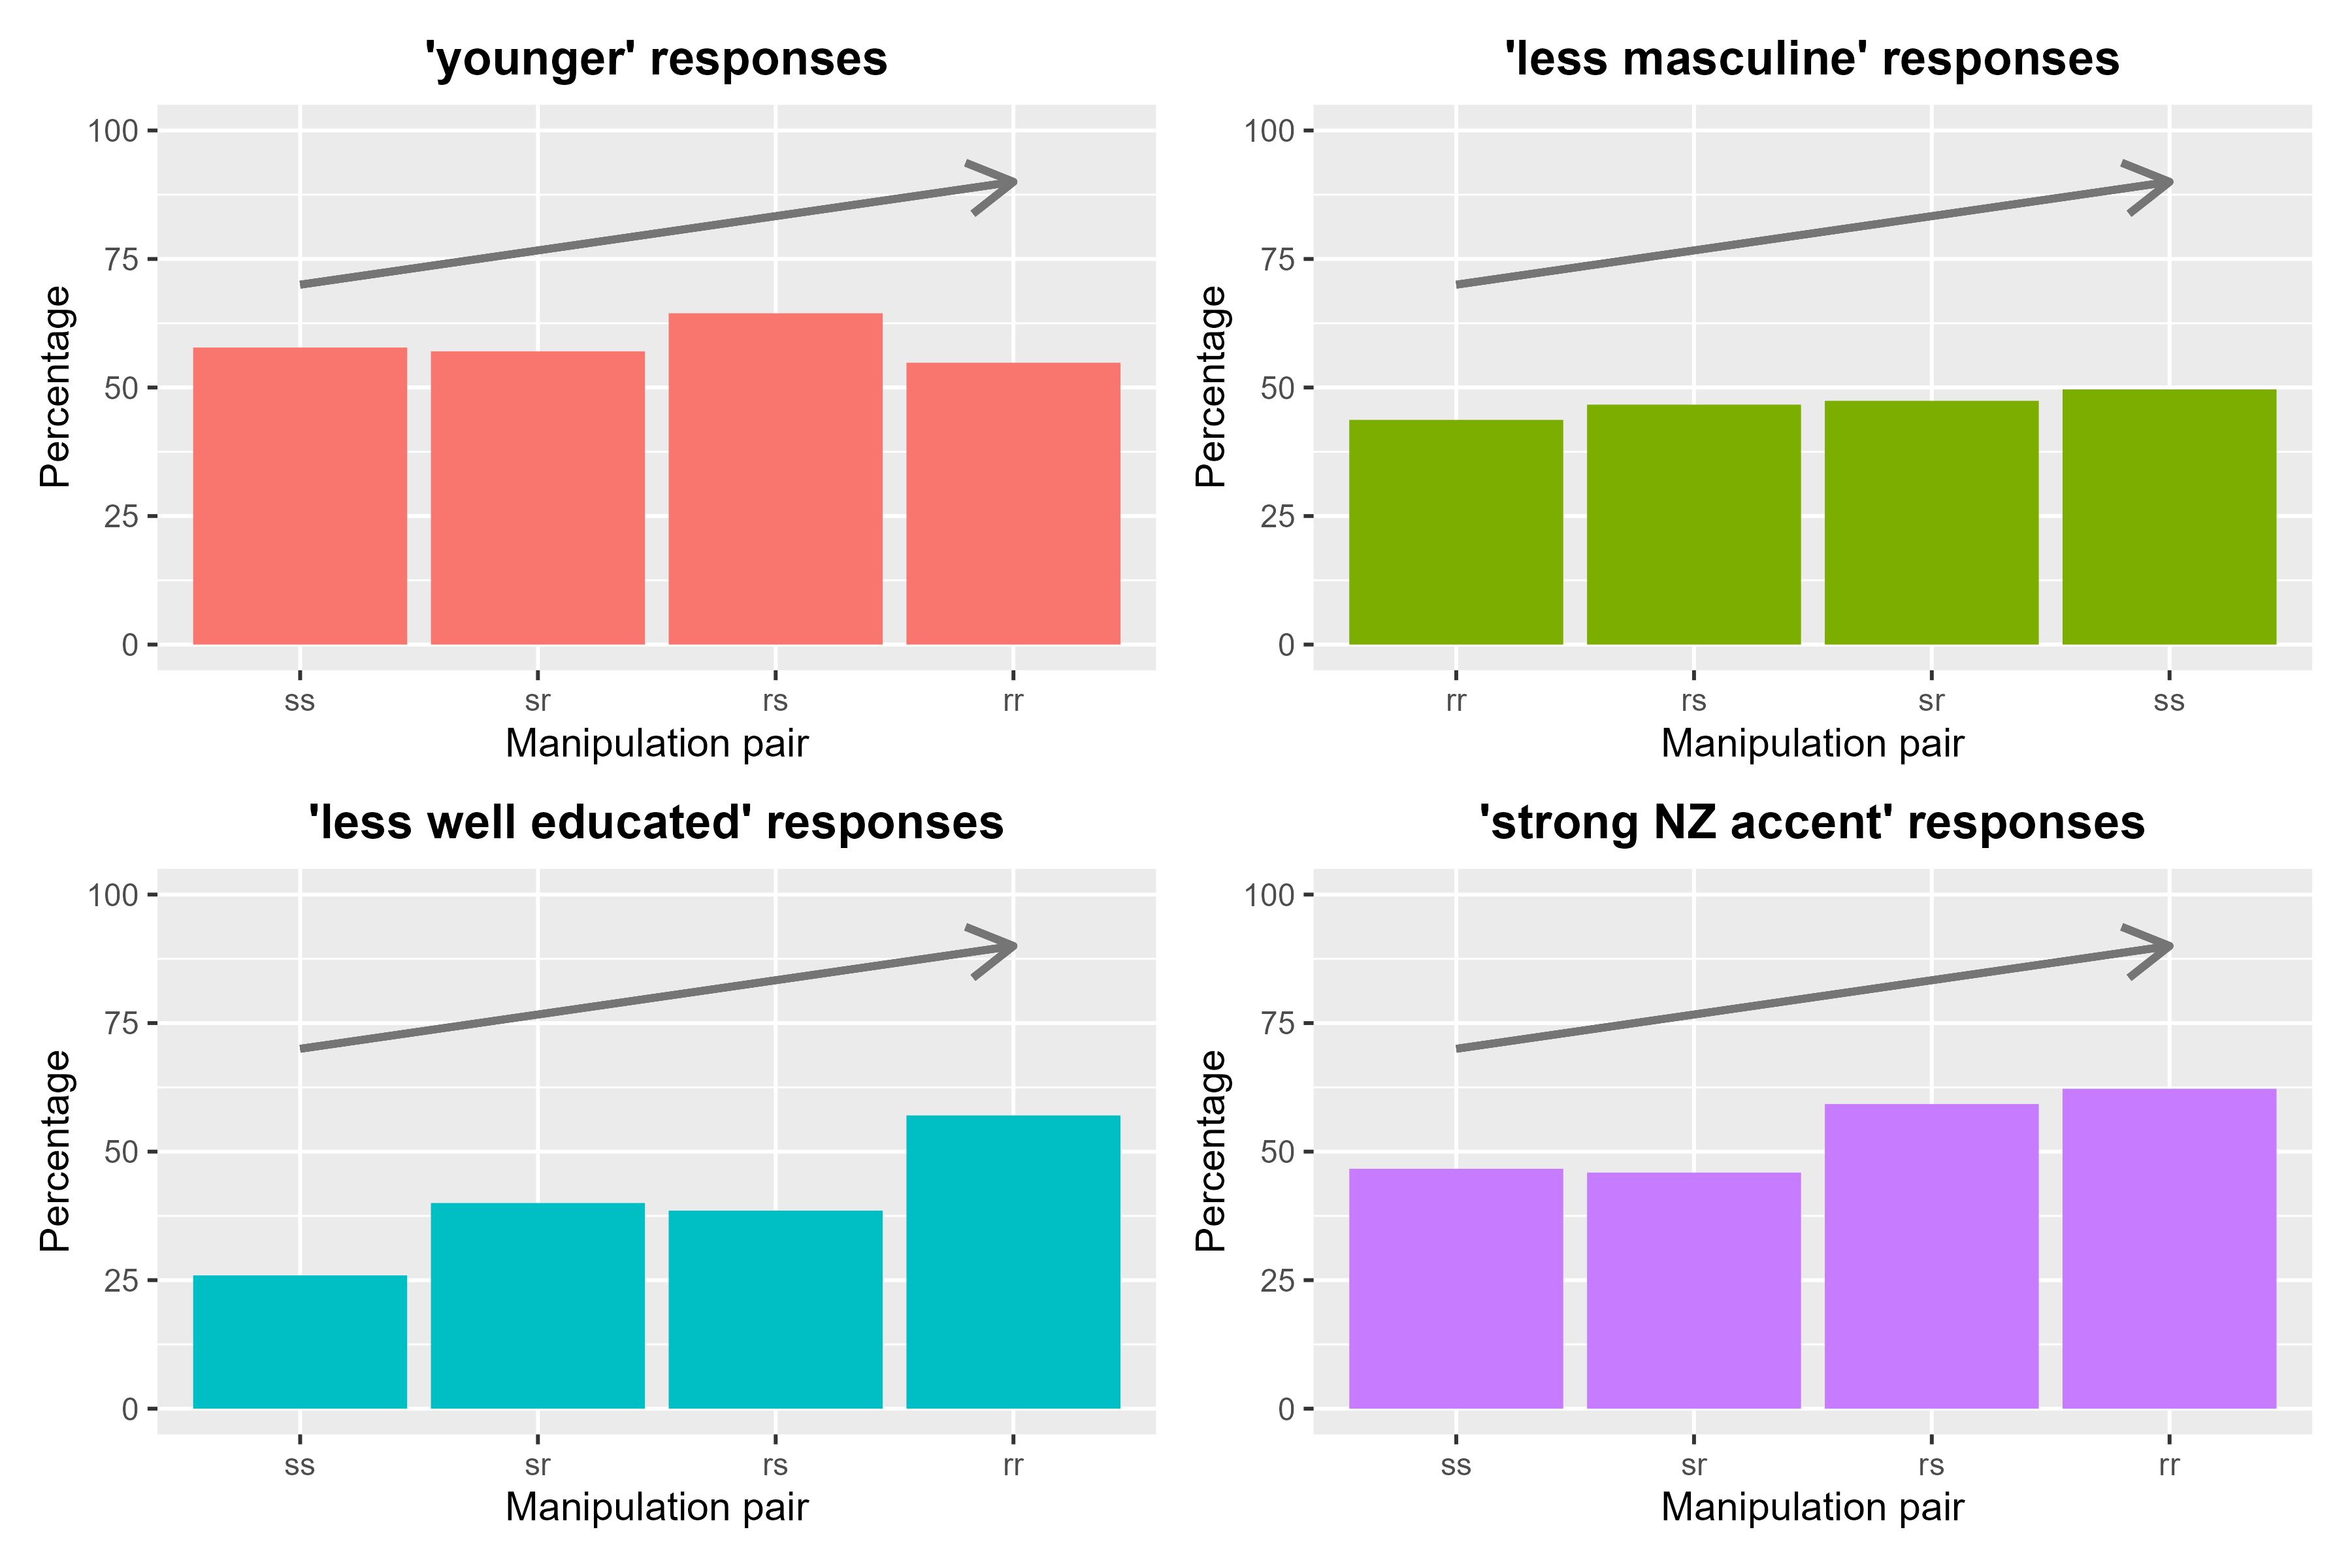 'younger' responses
100
75
50
25
0
Percentage
ss sr rs rr
Manipulation pair
'less masculine' responses
100
75
50
25
0
Percentage
rr rs sr ss
Manipulation pair
'less well educated' responses
100
75
50
25
0
Percentage
ss sr rs rr
Manipulation pair
'strong NZ accent' responses
100
75
50
25
0
Percentage
ss sr rs rr
Manipulation pair